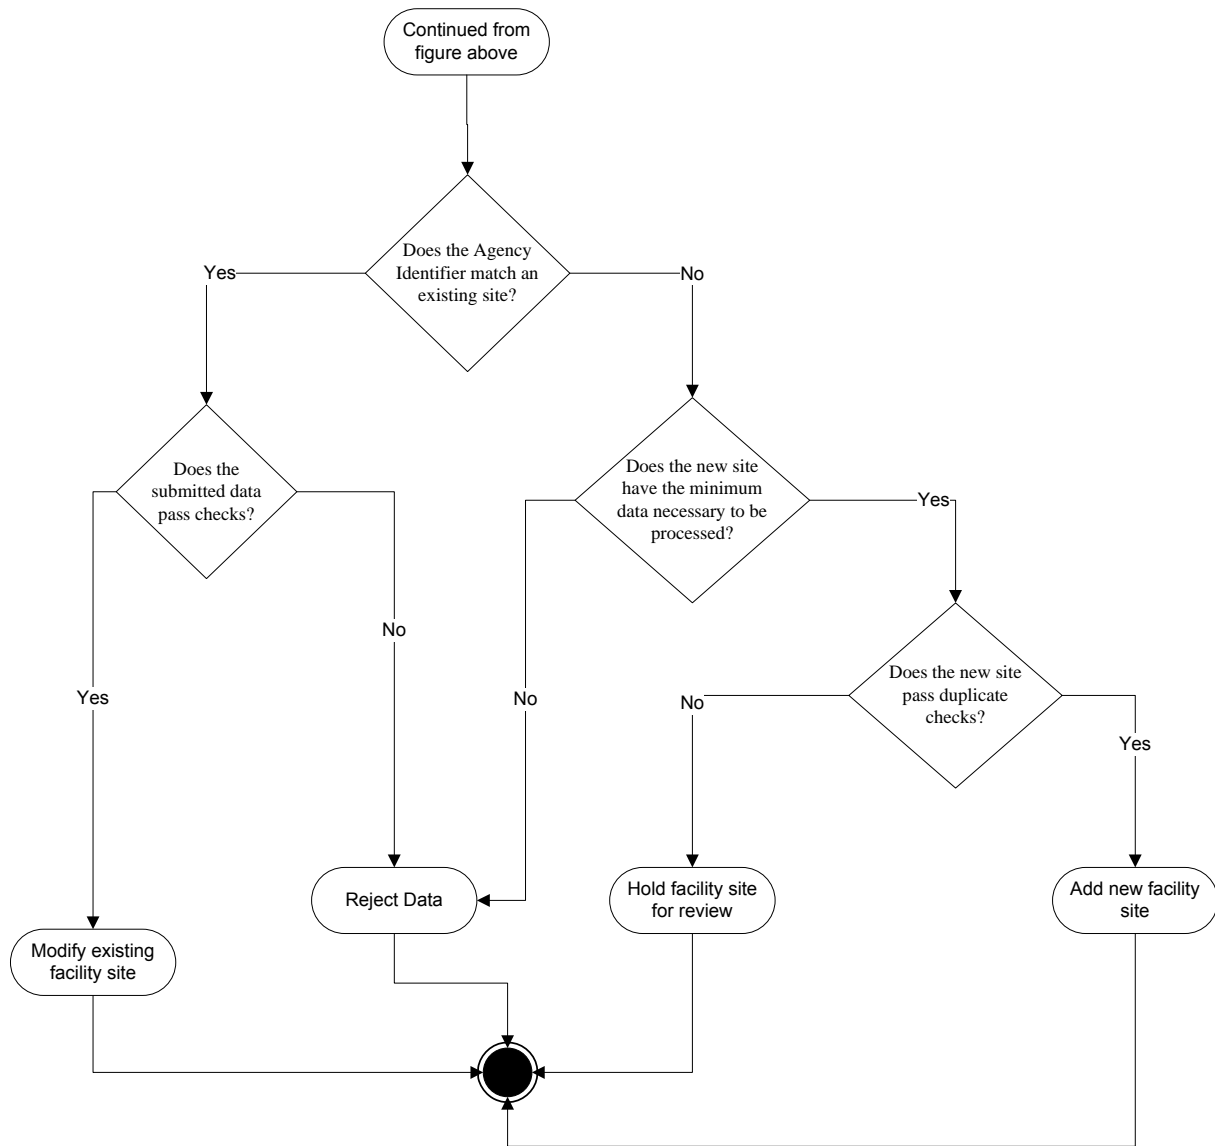 Continued from
figure above
Does the Agency
Identifier match an
existing site?
Yes
No
Does the
submitted data
pass checks?
Does the new site
have the minimum
data necessary to be
processed?
Yes
No
Yes
No
Does the new site
pass duplicate
checks?
No
Yes
Reject Data
Hold facility site
for review
Add new facility
site
Modify existing
facility site